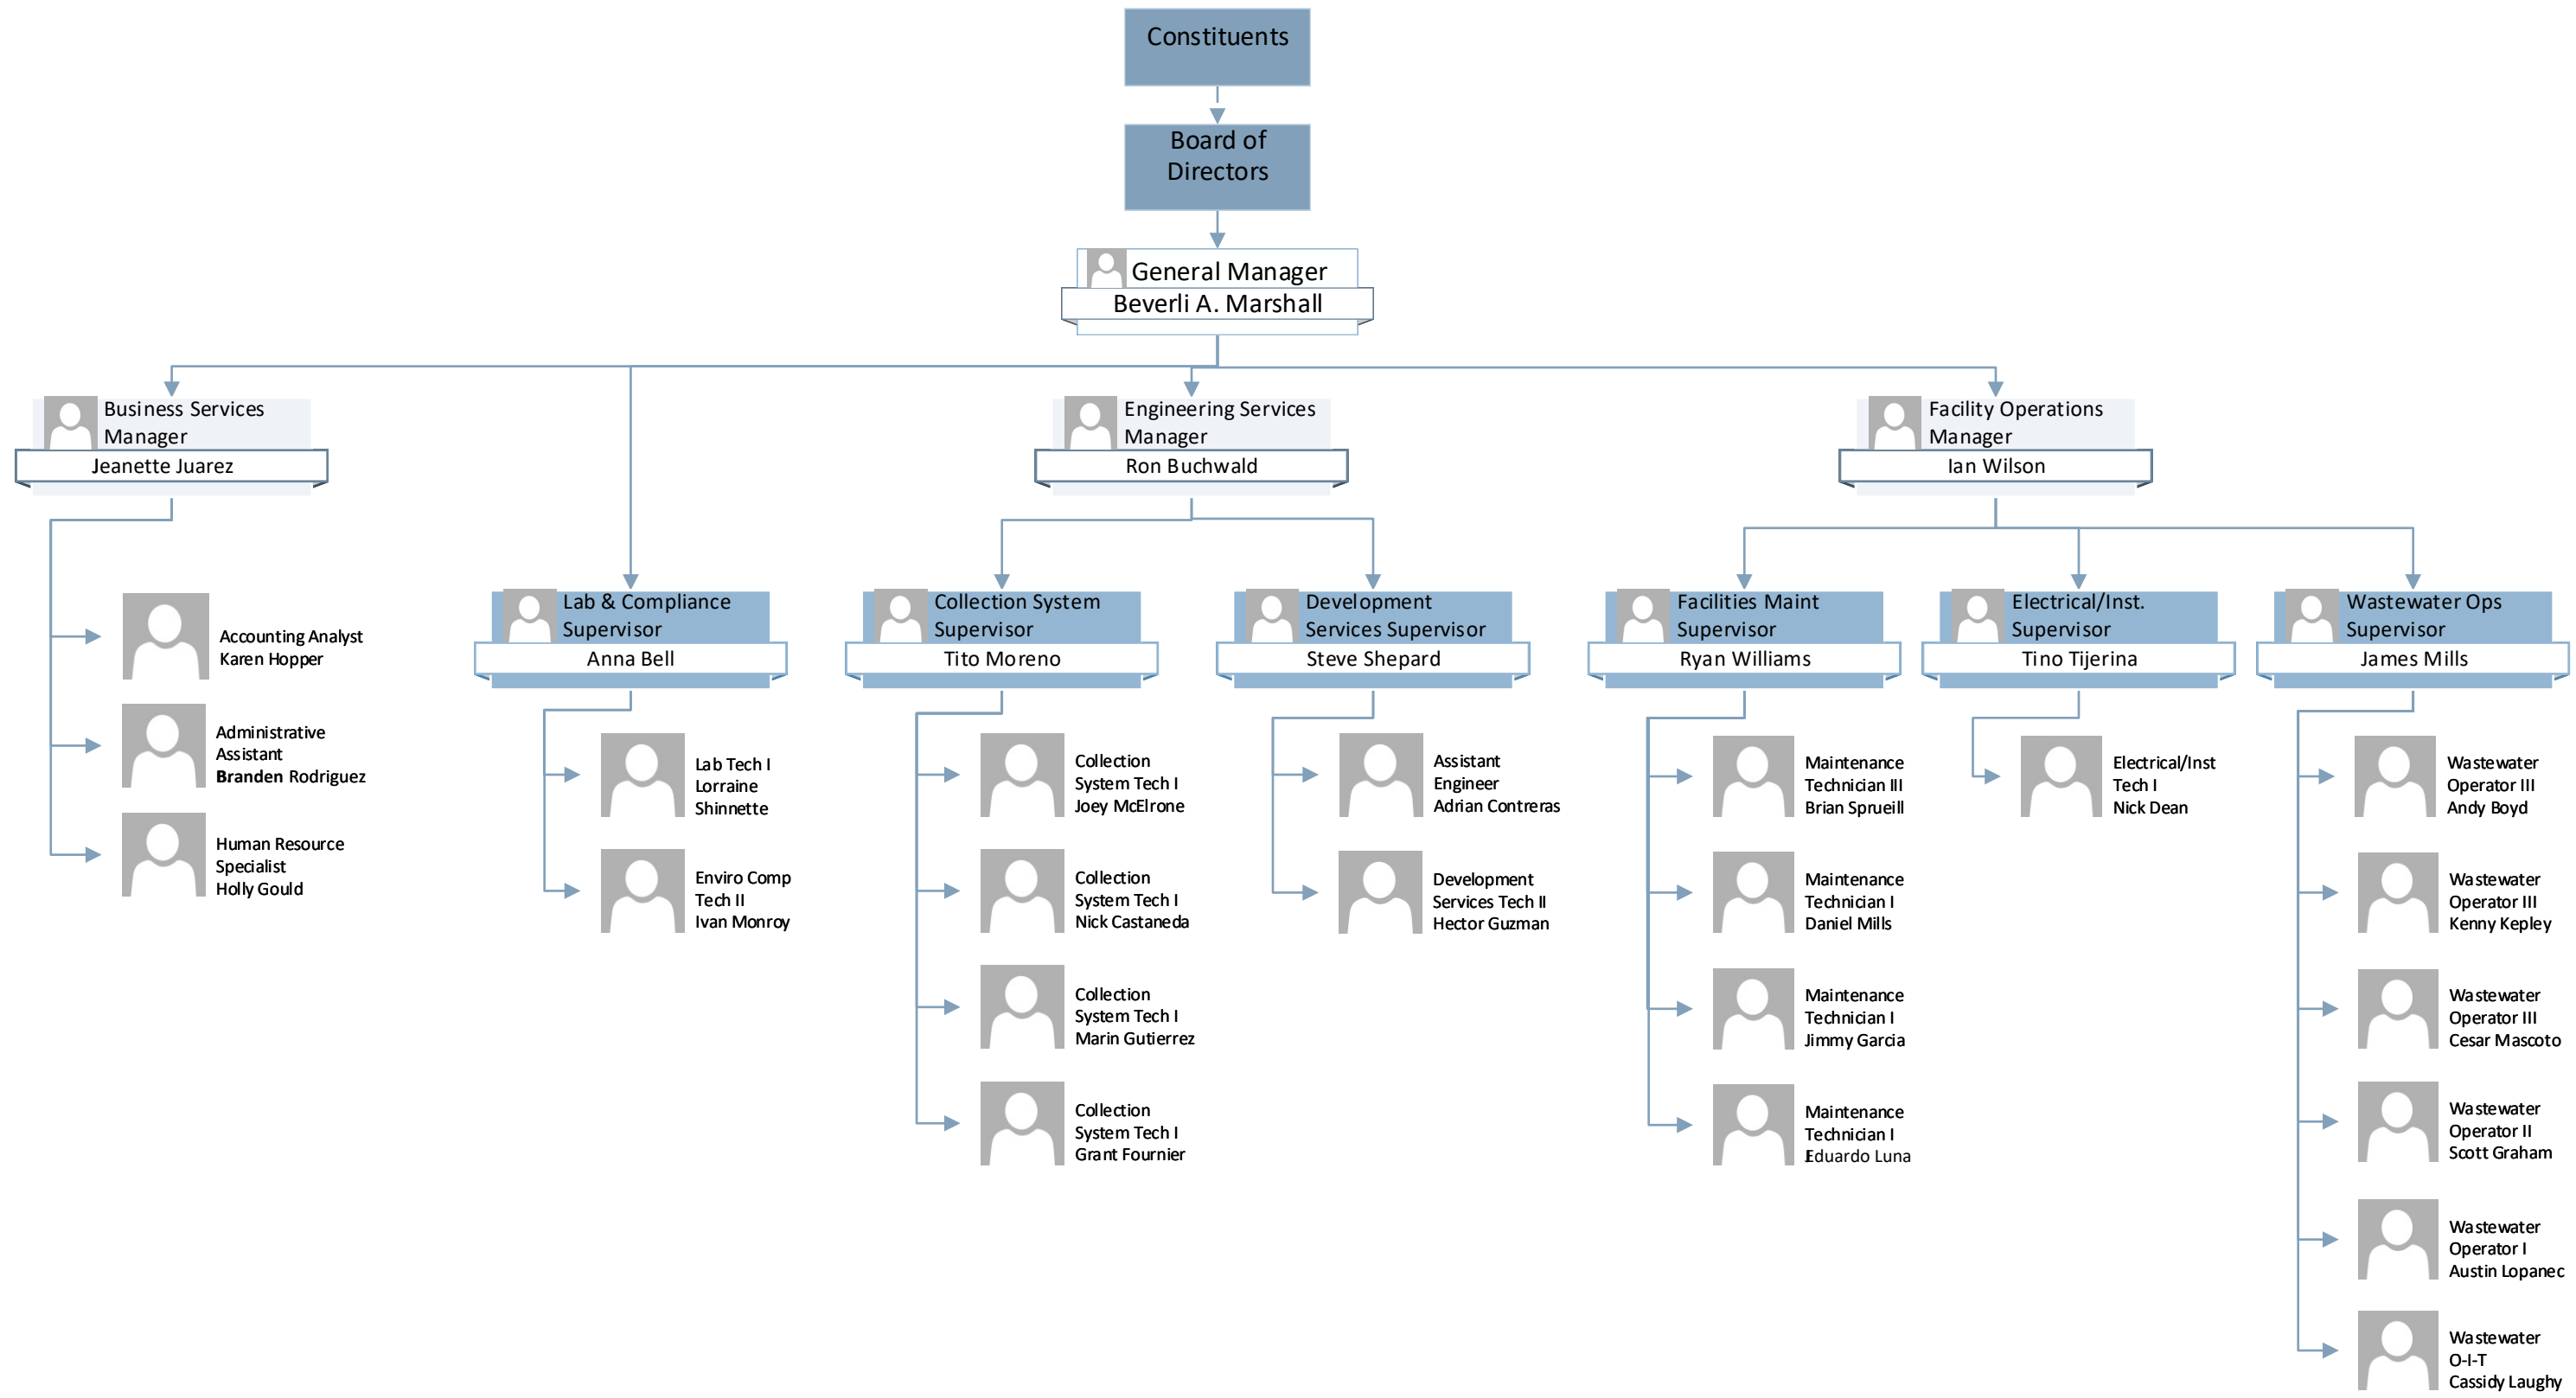 Constituents
Board of
Directors
General Manager
Beverli A. Marshall
Business Services
Manager
Jeanette Juarez
Engineering Services
Manager
Ron Buchwald
Facility Operations
Manager
Ian Wilson
Accounting Analyst
Karen Hopper
Administrative
Assistant
Branden Rodriguez
Human Resource
Specialist
Holly Gould
Lab & Compliance
Supervisor
Anna Bell
Lab Tech I
Lorraine
Shinnette
Enviro Comp
Tech II
Ivan Monroy
Collection System
Supervisor
Tito Moreno
Collection
System Tech I
Joey McElrone
Collection
System Tech I
Nick Castaneda
Collection
System Tech I
Marin Gutierrez
Collection
System Tech I
Grant Fournier
Development
Services Supervisor
Steve Shepard
Assistant
Engineer
Adrian Contreras
Development
Services Tech II
Hector Guzman
Facilities Maint
Supervisor
Ryan Williams
Maintenance
Technician III
Brian Sprueill
Maintenance
Technician I
Daniel Mills
Maintenance
Technician I
Jimmy Garcia
Maintenance
Technician I
Eduardo Luna
Electrical/Inst.
Supervisor
Tino Tijerina
Electrical/Inst
Tech I
Nick Dean
Wastewater Ops
Supervisor
James Mills
Wastewater
Operator III
Andy Boyd
Wastewater
Operator III
Kenny Kepley
Wastewater
Operator III
Cesar Mascoto
Wastewater
Operator II
Scott Graham
Wastewater
Operator I
Austin Lopanec
Wastewater
O-I-T
Cassidy Laughy